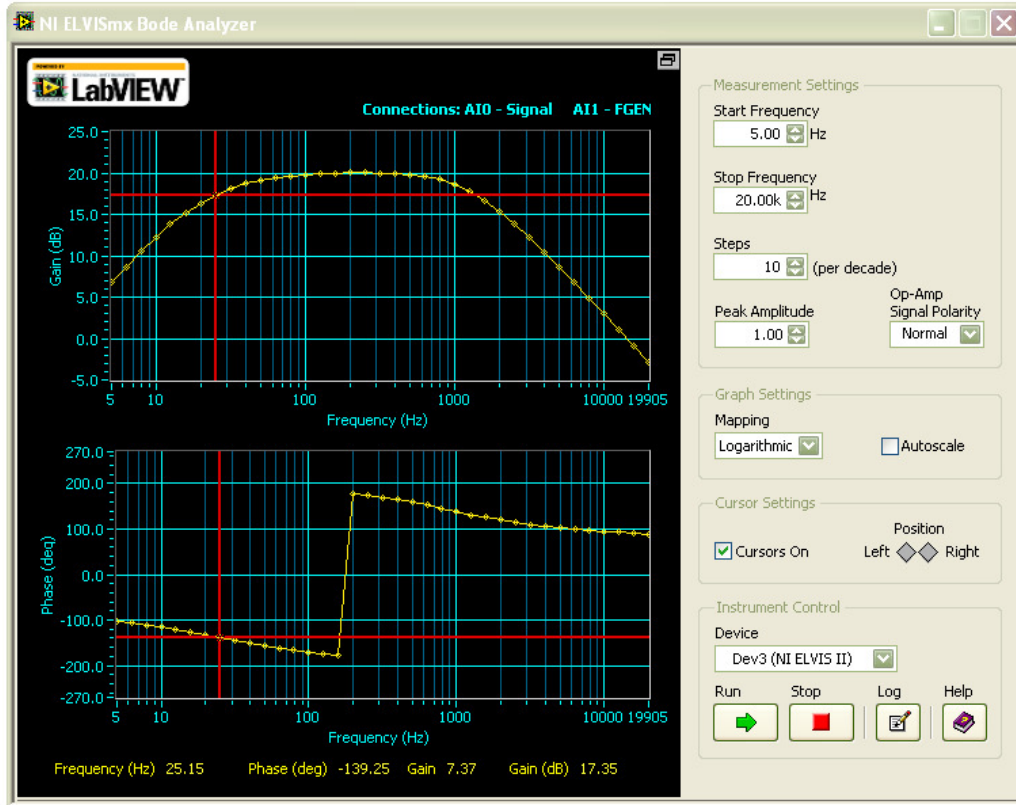 NI ELVISmx Bode Analyzer
POWERED BY
NATIONAL INSTRUMENTS
LabVIEW
Connections: AI0 - Signal AI1 - FGEN
25.0
20.0
15.0
10.0
5.0
0.0
-5.0
Gain (dB)
5 10 100 1000 10000 19905
Frequency (Hz)
270.0
200.0
100.0
0.0
-100.0
-200.0
-270.0
Phase (deg)
5 10 100 1000 10000 19905
Frequency (Hz)
Frequency (Hz) 25.15 Phase (deg) -139.25 Gain 7.37 Gain (dB) 17.35
Measurement Settings
Start Frequency
5.00 Hz
Stop Frequency
20.00k Hz
Steps
10 (per decade)
Peak Amplitude
1.00
Op-Amp
Signal Polarity
Normal
Graph Settings
Mapping
Logarithmic
Autoscale
Cursor Settings
Cursors On
Position
Left Right
Instrument Control
Device
Dev3 (NI ELVIS II)
Run Stop Log Help